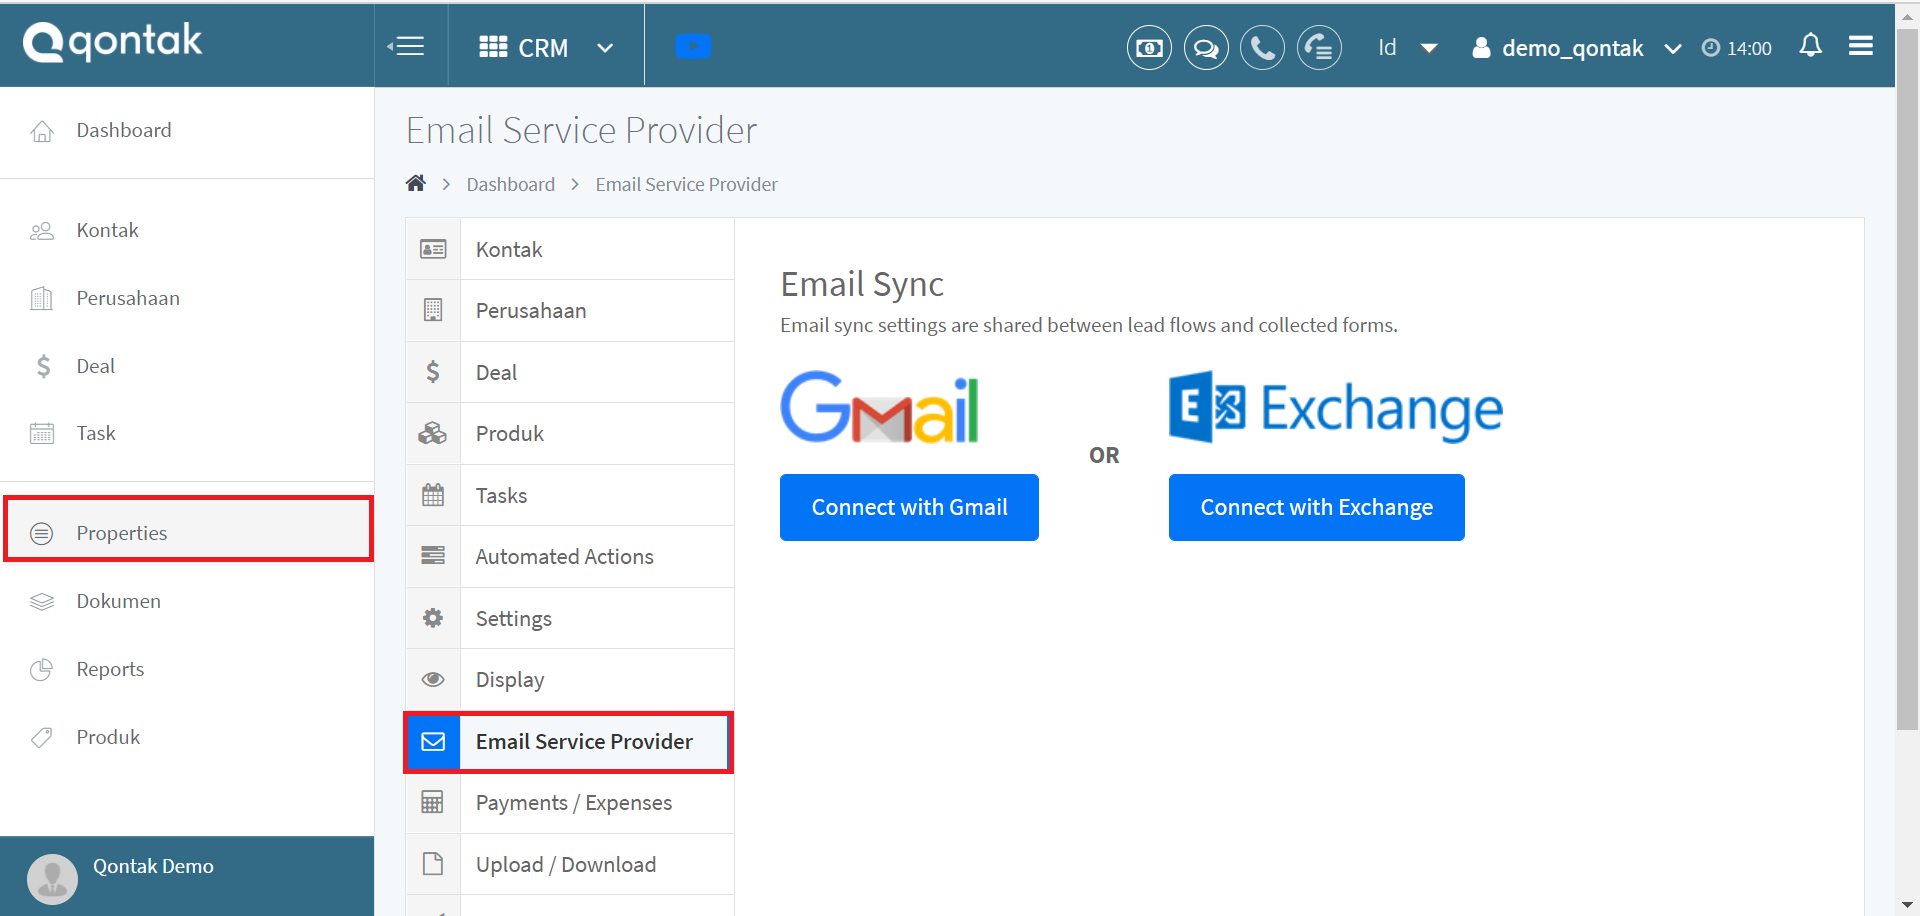 qontak
CRM
Id
demo_qontak
14:00
Dashboard
Kontak
Perusahaan
Deal
Task
Properties
Dokumen
Reports
Produk
Qontak Demo
Email Service Provider
Dashboard
Email Service Provider
Kontak
Perusahaan
Deal
Produk
Tasks
Automated Actions
Settings
Display
Email Service Provider
Payments / Expenses
Upload / Download
Email Sync
Email sync settings are shared between lead flows and collected forms.
Gmail
Connect with Gmail
OR
Exchange
Connect with Exchange